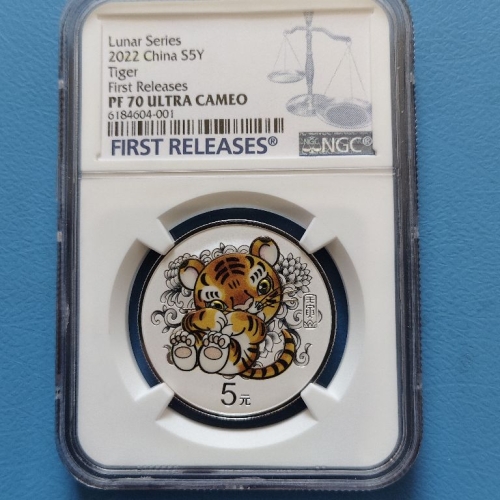 Lunar Series
2022 China S5Y
Tiger
First Releases
PF 70 ULTRA CAMEO
6184604-001
FIRST RELEASES®
NGC NGC®
5元